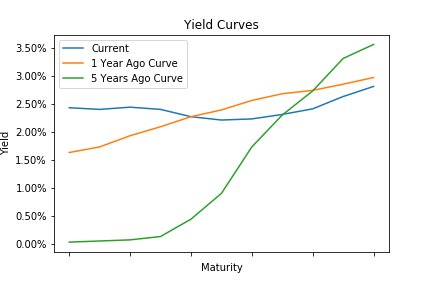 Yield Curves
Current
1 Year Ago Curve
5 Years Ago Curve
3.50%
3.00%
2.50%
2.00%
1.50%
1.00%
0.50%
0.00%
Yield
Maturity